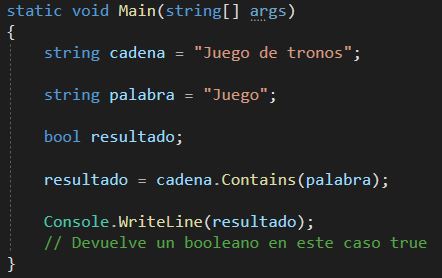 static void Main(string[] args)
{
string cadena = "Juego de tronos";
string palabra = "Juego";
bool resultado;
resultado = cadena.Contains(palabra);
Console.WriteLine(resultado);
// Devuelve un booleano en este caso true
}